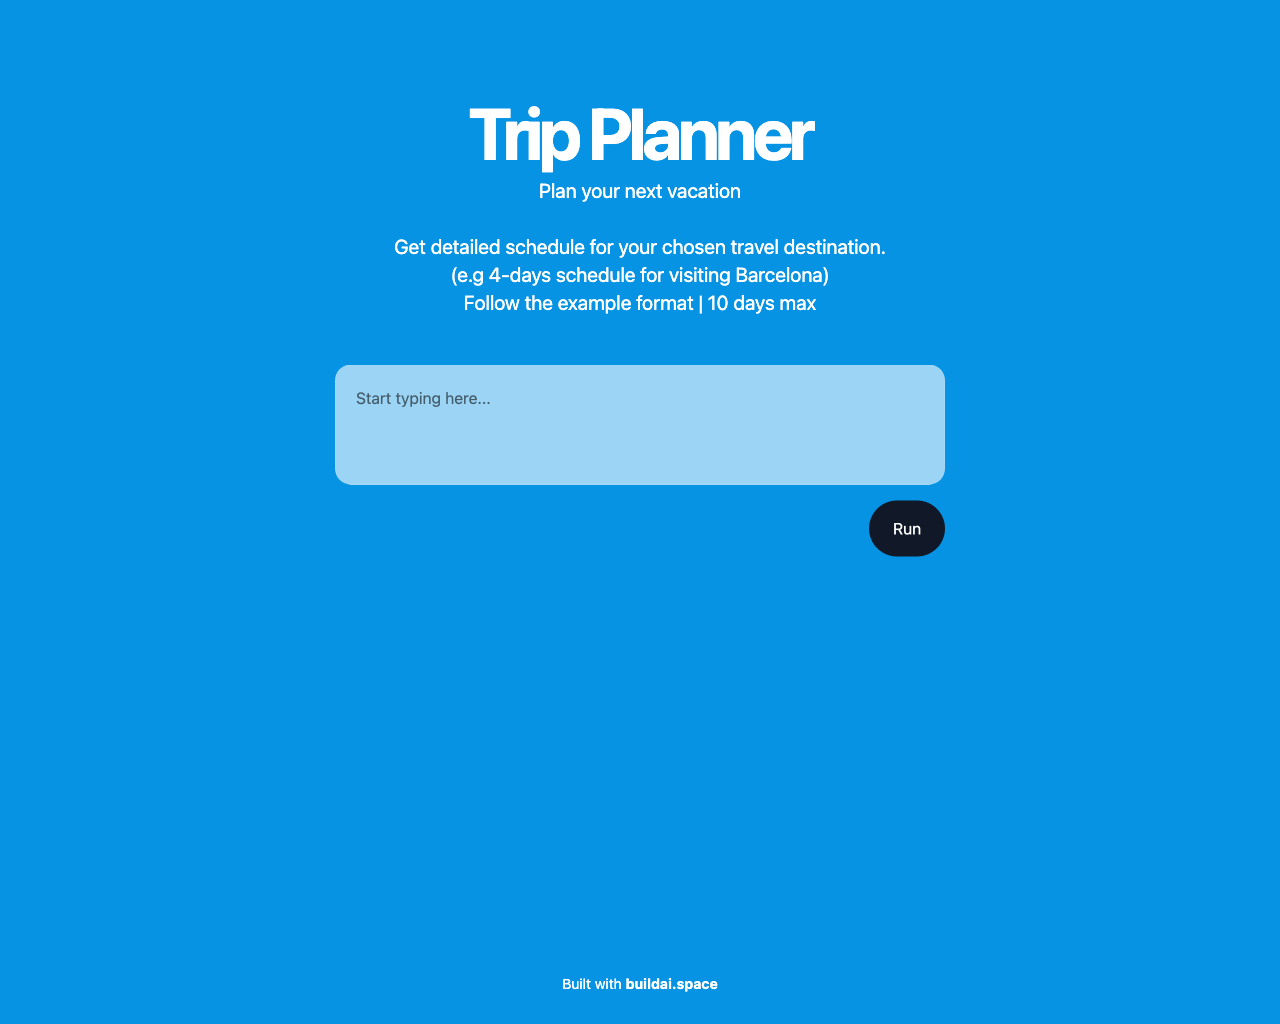 Trip Planner
Plan your next vacation
Get detailed schedule for your chosen travel destination.
(e.g 4-days schedule for visiting Barcelona)
Follow the example format | 10 days max
Start typing here...
Run
Built with buildai.space